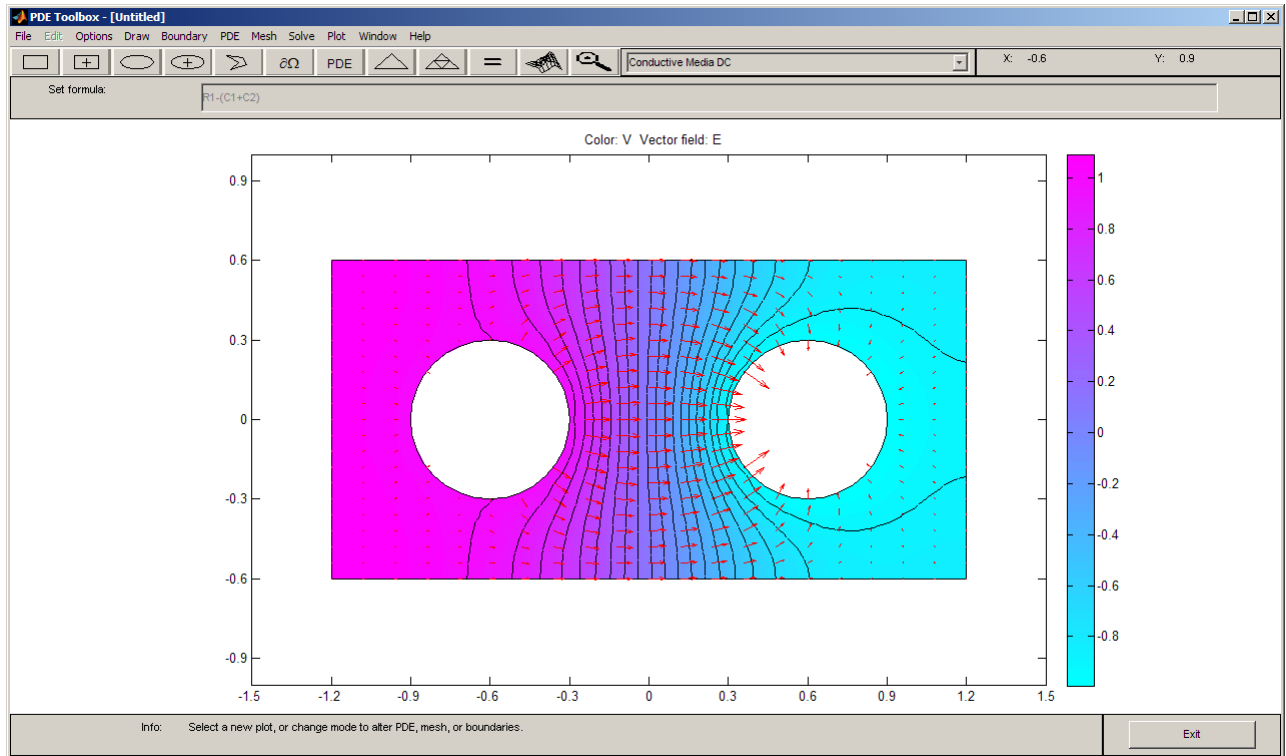 PDE Toolbox - [Untitled]
File Edit Options Draw Boundary PDE Mesh Solve Plot Window Help
∂Ω PDE = Conductive Media DC X: -0.6 Y: 0.9
Set formula: R1-(C1+C2)
Color: V Vector field: E
0.9
0.6
0.3
0
-0.3
-0.6
-0.9
-1.5 -1.2 -0.9 -0.6 -0.3 0 0.3 0.6 0.9 1.2 1.5
1
0.8
0.6
0.4
0.2
0
-0.2
-0.4
-0.6
-0.8
Info: Select a new plot, or change mode to alter PDE, mesh, or boundaries.
Exit